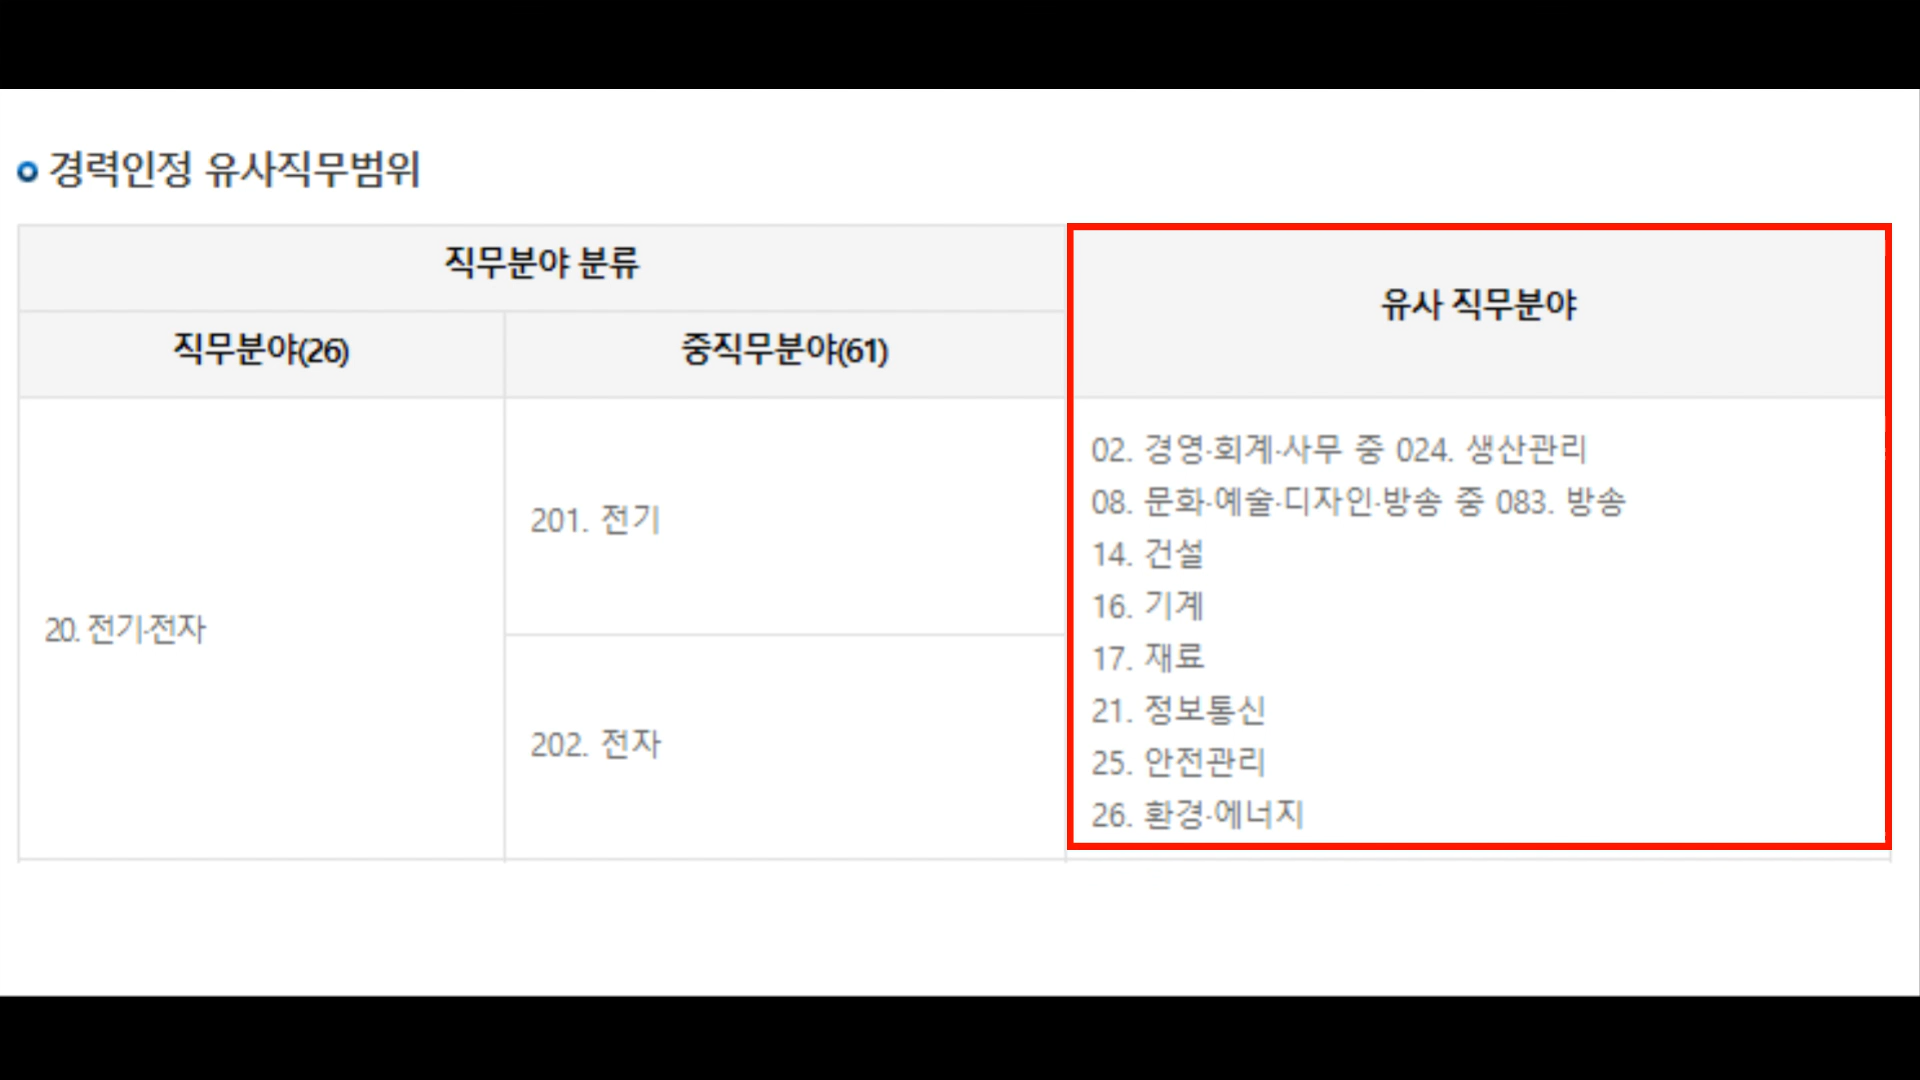 경력인정 유사직무범위
직무분야 분류
유사 직무분야
직무분야(26)
중직무분야(61)
20. 전기·전자
201. 전기
202. 전자
02. 경영·회계·사무 중 024. 생산관리
08. 문화·예술·디자인·방송 중 083. 방송
14. 건설
16. 기계
17. 재료
21. 정보통신
25. 안전관리
26. 환경·에너지